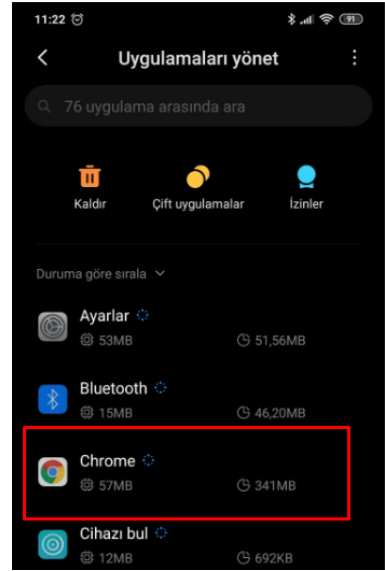 11:22
91
Uygulamaları yönet
76 uygulama arasında ara
Kaldır Çift uygulamalar İzinler
Duruma göre sırala
Ayarlar
53MB 51,56MB
Bluetooth
15MB 46,20MB
Chrome
57MB 341MB
Cihazı bul
12MB 692KB